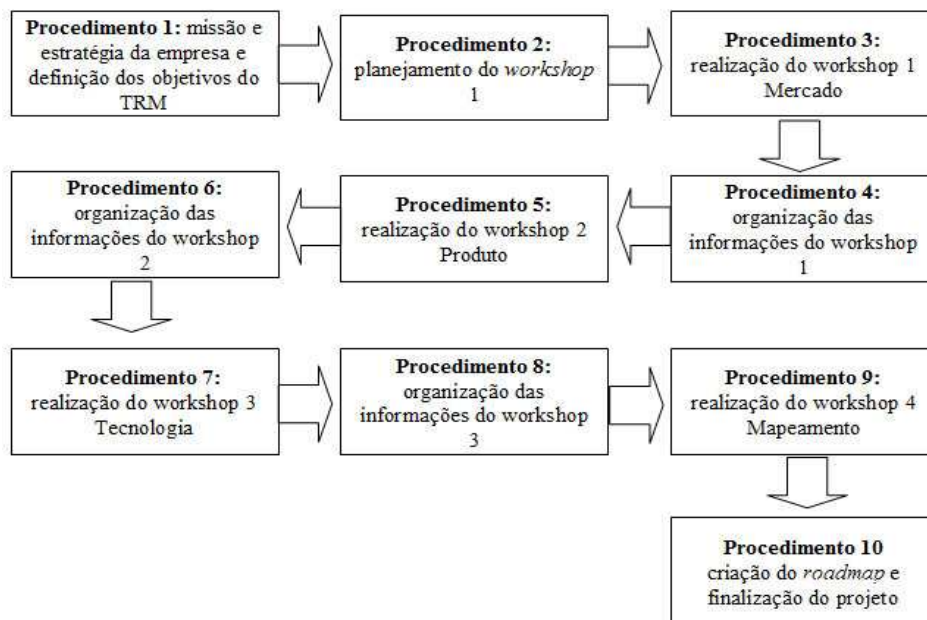 Procedimento 1: missão e
estratégia da empresa e
definição dos objetivos do
TRM
Procedimento 2:
planejamento do workshop
1
Procedimento 3:
realização do workshop 1
Mercado
Procedimento 4:
organização das
informações do workshop
1
Procedimento 5:
realização do workshop 2
Produto
Procedimento 6:
organização das
informações do workshop
2
Procedimento 7:
realização do workshop 3
Tecnologia
Procedimento 8:
organização das
informações do workshop
3
Procedimento 9:
realização do workshop 4
Mapeamento
Procedimento 10
criação do roadmap e
finalização do projeto